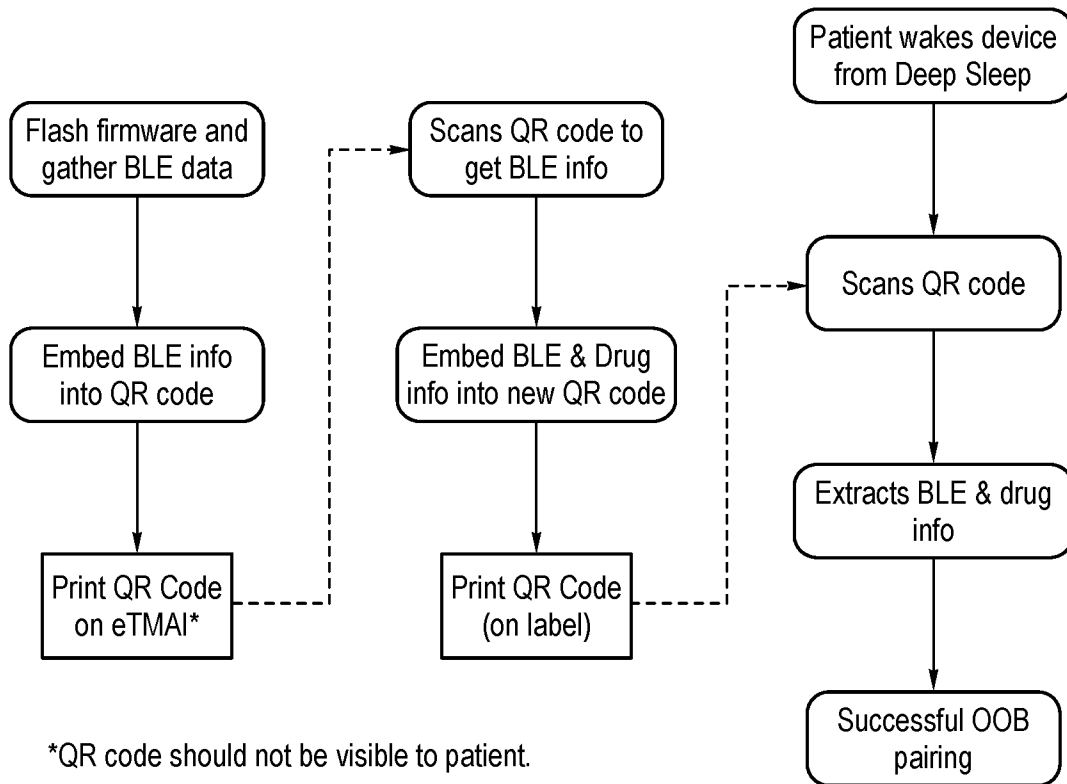 Flash firmware and
gather BLE data
Embed BLE info
into QR code
Print QR Code
on eTMAI*
Scans QR code to
get BLE info
Embed BLE & Drug
info into new QR code
Print QR Code
(on label)
Patient wakes device
from Deep Sleep
Scans QR code
Extracts BLE & drug
info
Successful OOB
pairing
*QR code should not be visible to patient.